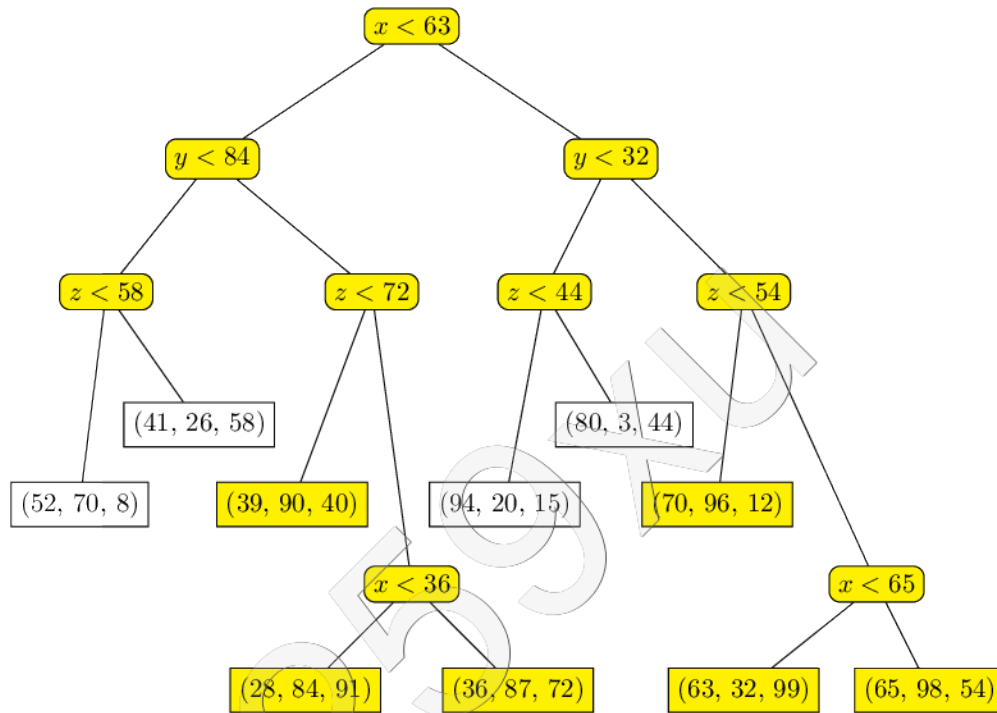 x < 63
y < 84
y < 32
z < 58
z < 72
z < 44
z < 54
(41, 26, 58)
(80, 3, 44)
(52, 70, 8)
(39, 90, 40)
(94, 20, 15)
(70, 96, 12)
x < 36
x < 65
(28, 84, 91)
(36, 87, 72)
(63, 32, 99)
(65, 98, 54)